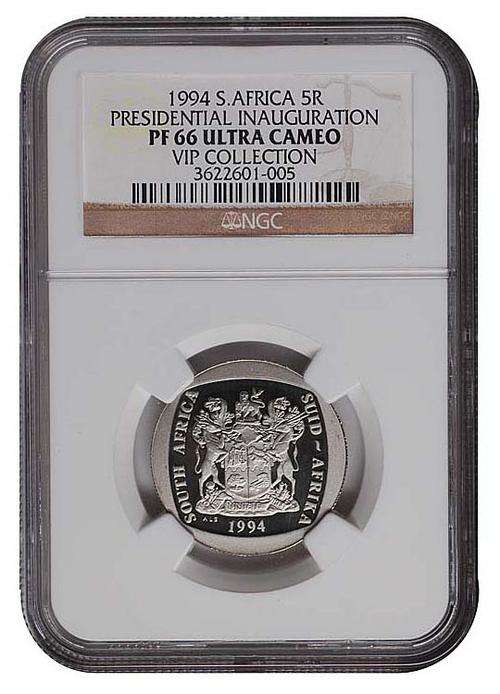 1994 S.AFRICA 5R
PRESIDENTIAL INAUGURATION
PF 66 ULTRA CAMEO
VIP COLLECTION
3622601-005
NGC
SOUTH AFRICA
SUID~AFRIKA
ALS
1994